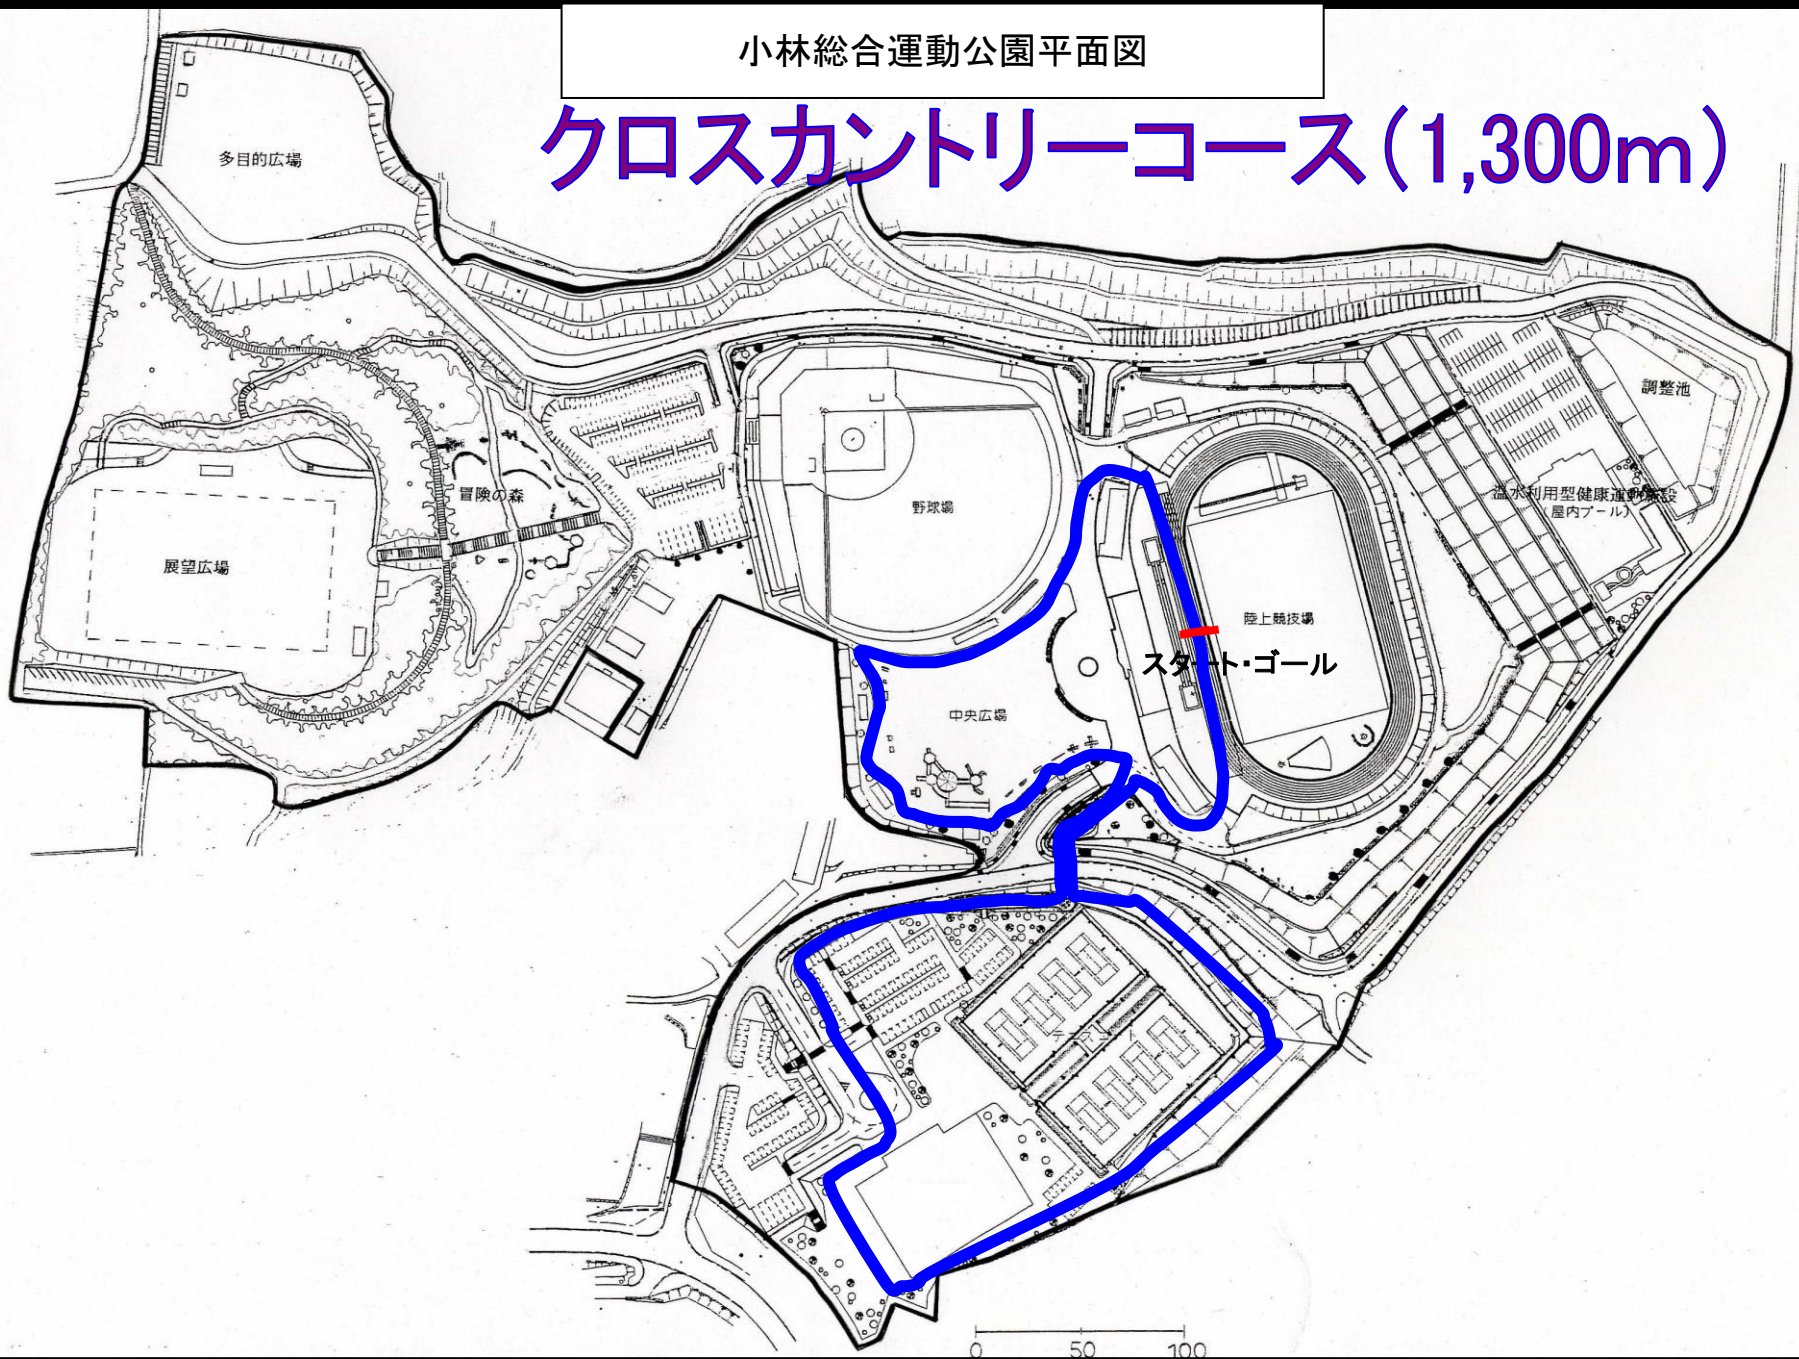 小林総合運動公園平面図
クロスカントリーコース(1,300m)
多目的広場
調整池
冒険の森
野球場
温水利用型健康運動施設
(屋内プール)
展望広場
陸上競技場
スタート・ゴール
中央広場
0 50 100